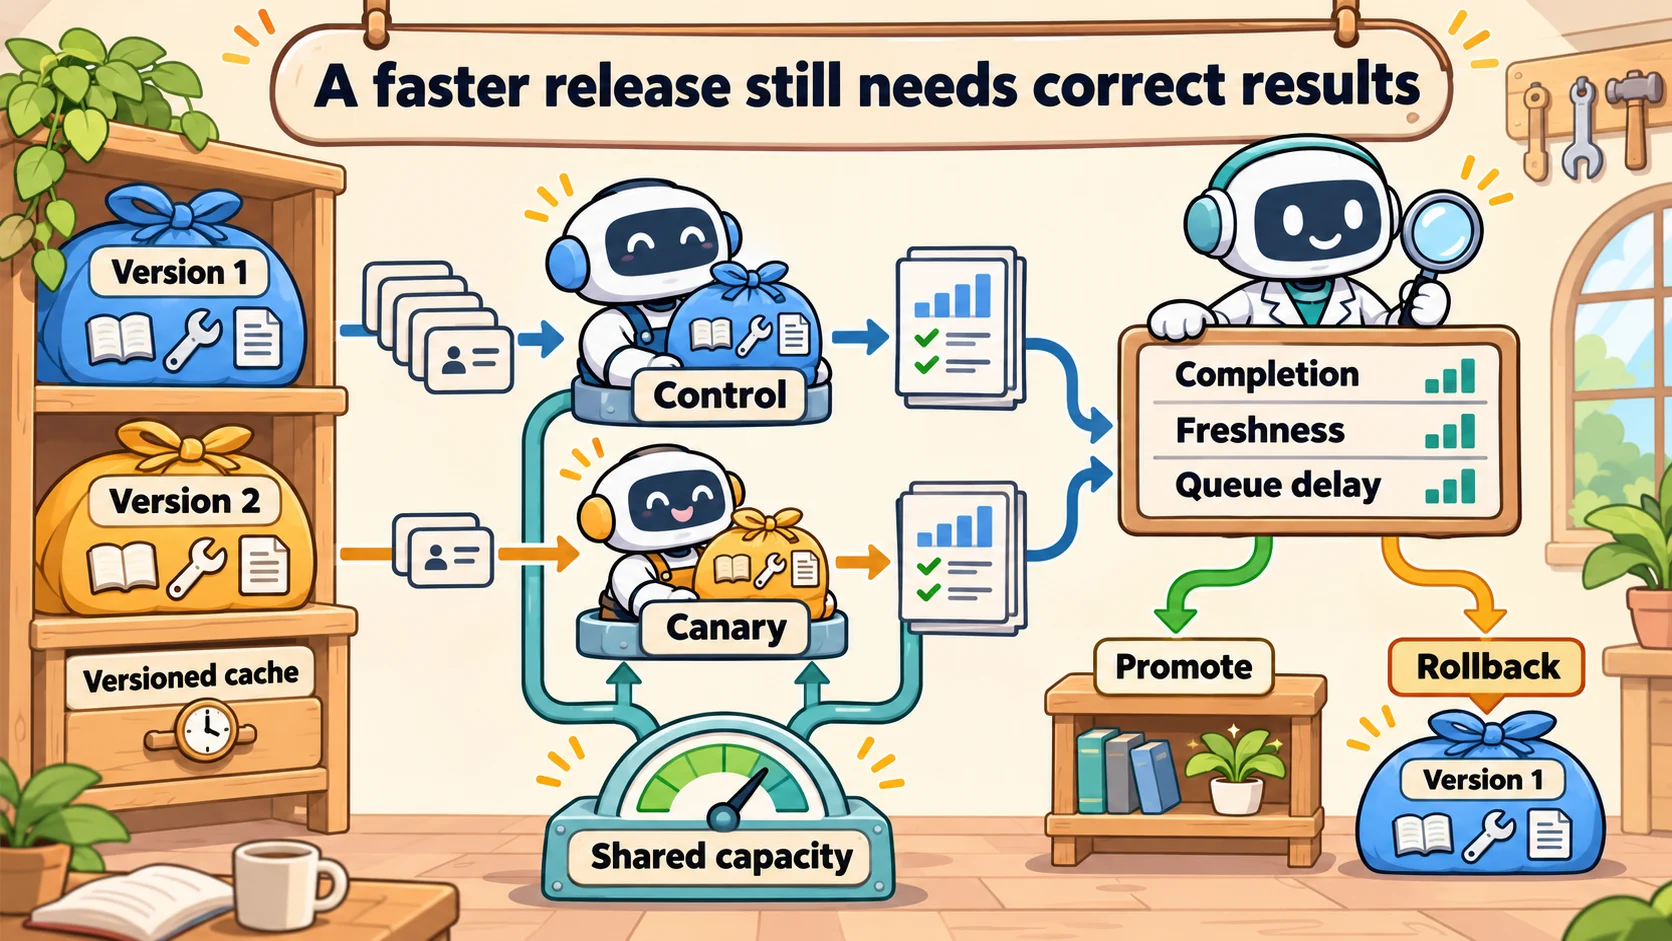 A faster release still needs correct results
Version 1
Version 2
Versioned cache
Control
Canary
Shared capacity
Completion
Freshness
Queue delay
Promote
Rollback
Version 1